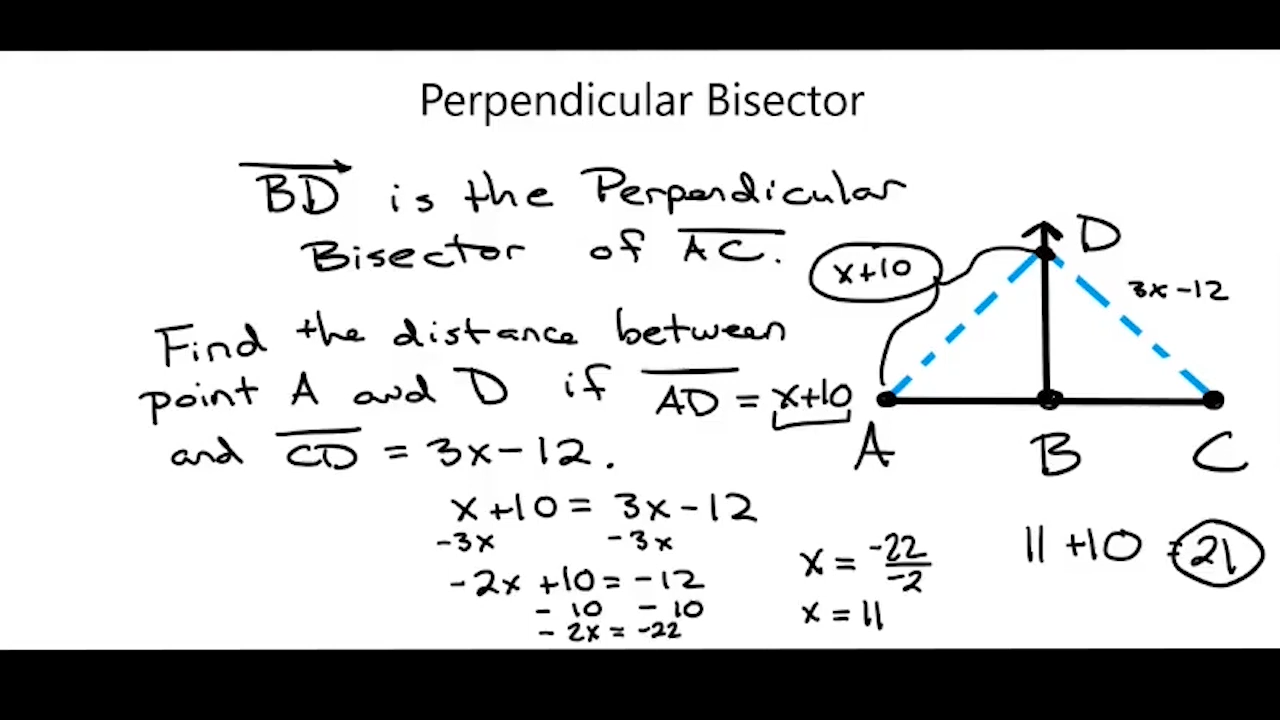 Perpendicular Bisector
BD is the Perpendicular
Bisector of AC.
Find the distance between
point A and D if AD = x+10
and CD = 3x-12.
x+10 = 3x-12
-3x -3x
-2x +10 = -12
- 10 - 10
- 2x = -22
x = -22/-2
x = 11
11 +10 = 21
x+10
D
3x-12
A
B
C